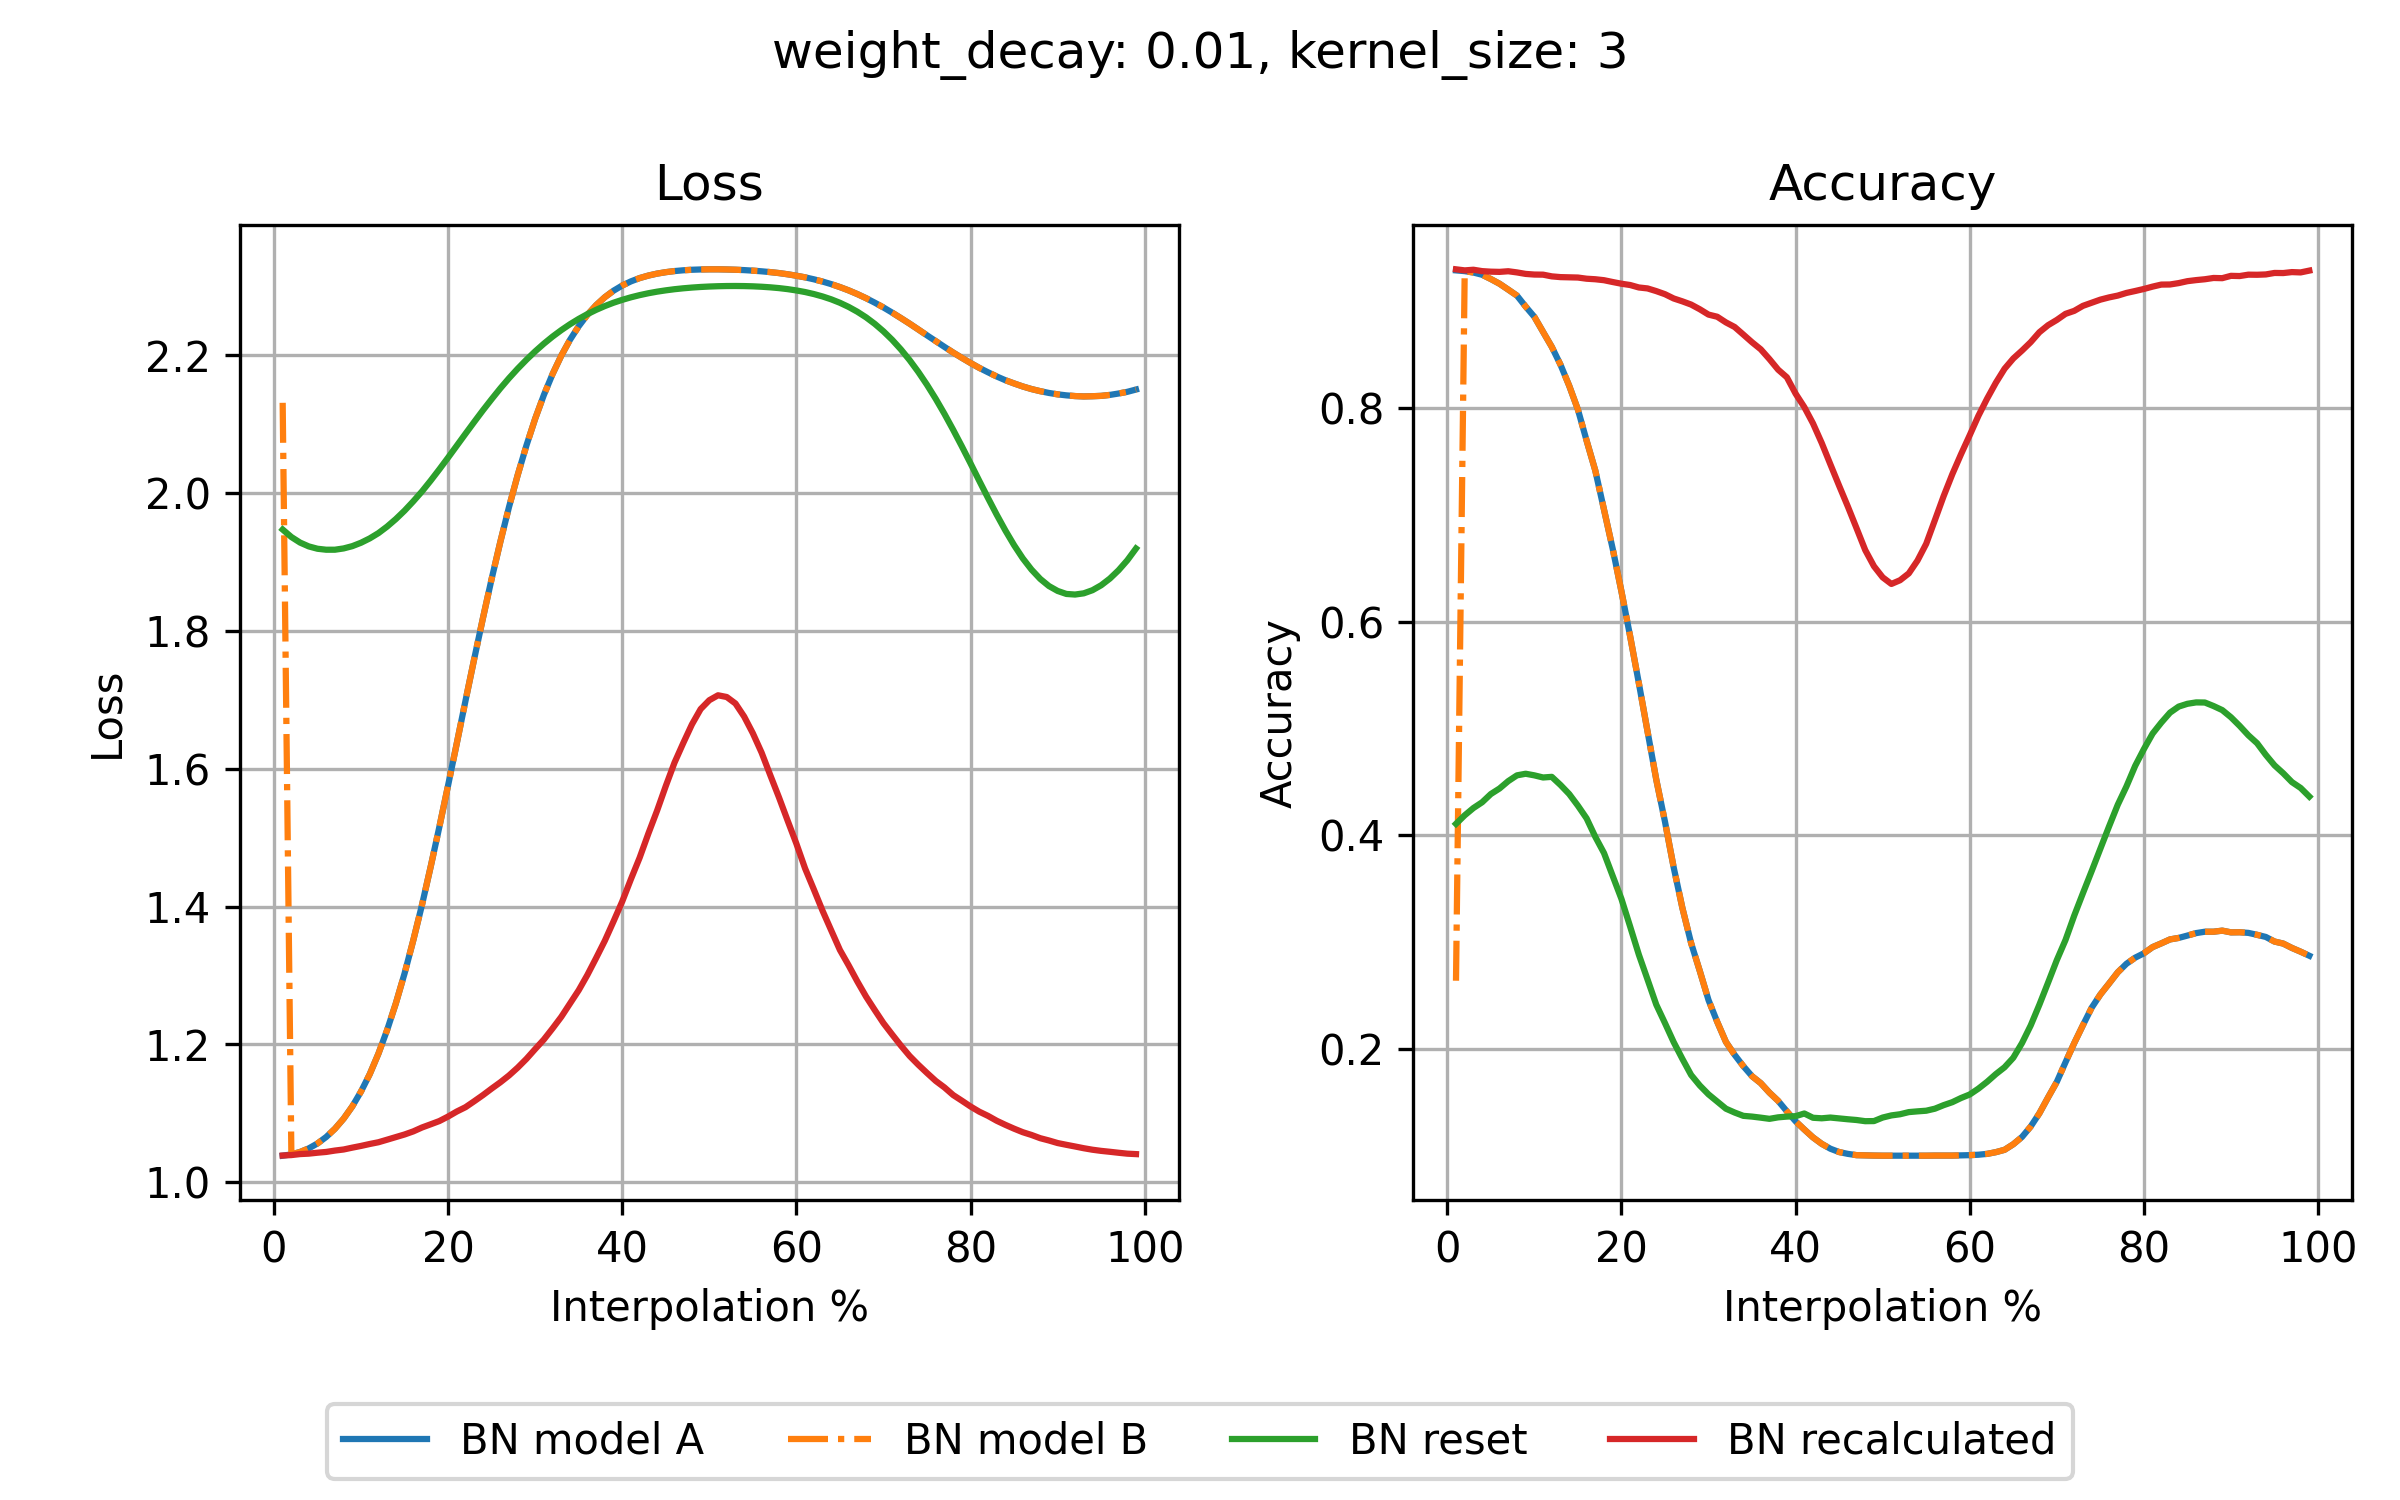 weight_decay: 0.01, kernel_size: 3
Loss
Loss
2.2
2.0
1.8
1.6
1.4
1.2
1.0
0
20
40
60
80
100
Interpolation %
Accuracy
Accuracy
0.8
0.6
0.4
0.2
0
20
40
60
80
100
Interpolation %
BN model A
BN model B
BN reset
BN recalculated